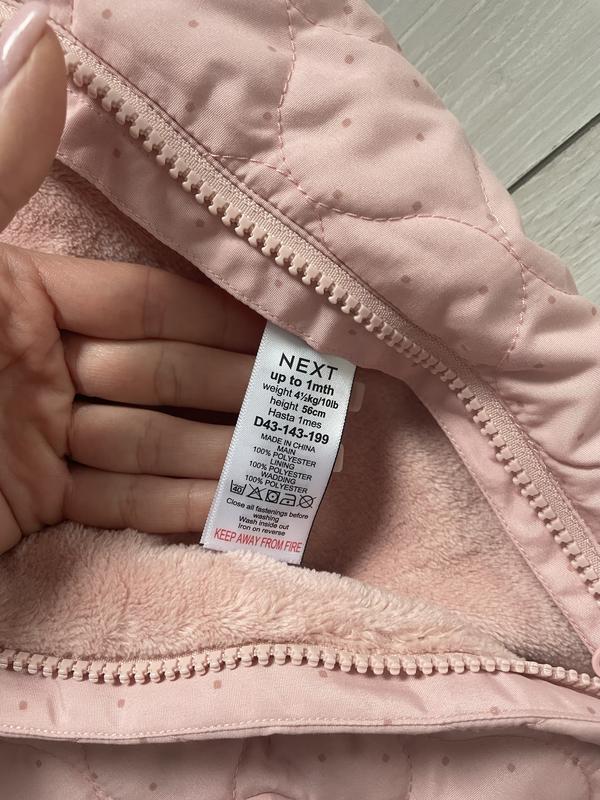 NEXT
up to 1mth
weight 4½kg/10lb
height 56cm
Hasta 1mes
D43-143-199
MADE IN CHINA
MAIN
100% POLYESTER
LINING
100% POLYESTER
WADDING
100% POLYESTER
40
Close all fastenings before
washing
Wash inside out
Iron on reverse
KEEP AWAY FROM FIRE